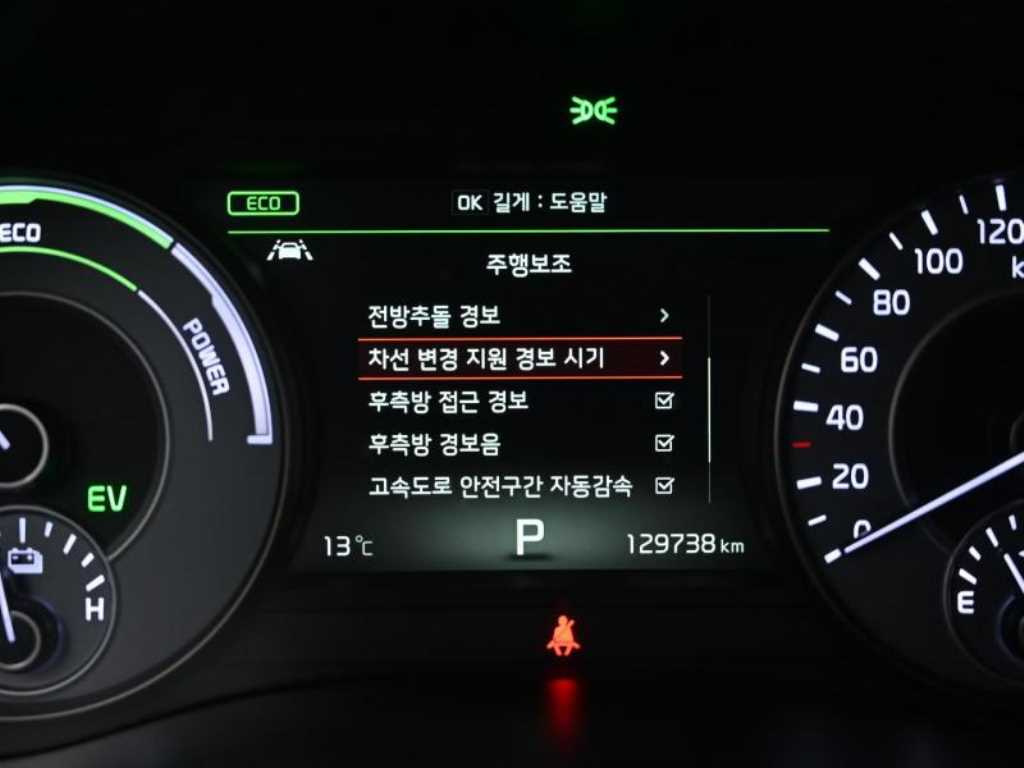 ECO
OK 길게 : 도움말
주행보조
전방추돌 경보
차선 변경 지원 경보 시기
후측방 접근 경보
후측방 경보음
고속도로 안전구간 자동감속
13℃
P
129738 km
ECO
POWER
EV
H
120
100
80
60
40
20
0
E